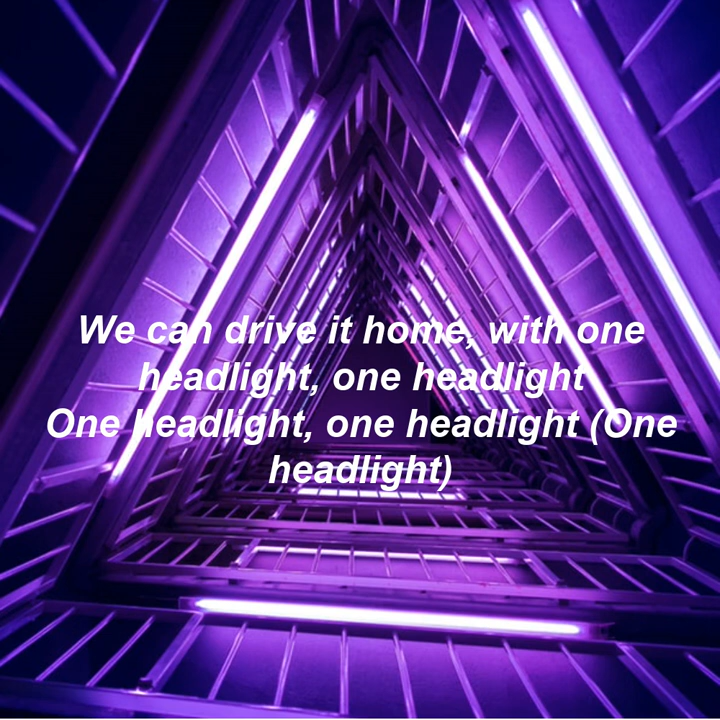 We can drive it home, with one
headlight, one headlight
One headlight, one headlight (One
headlight)